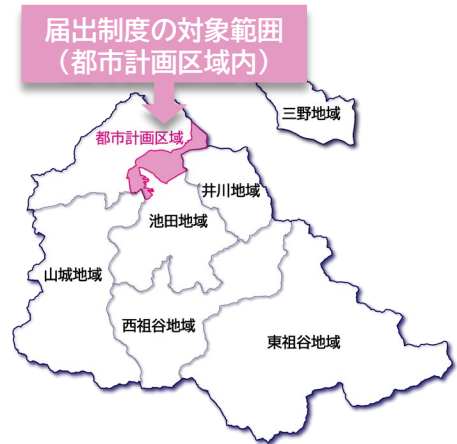 届出制度の対象範囲
（都市計画区域内）
三野地域
都市計画区域
井川地域
池田地域
山城地域
西祖谷地域
東祖谷地域